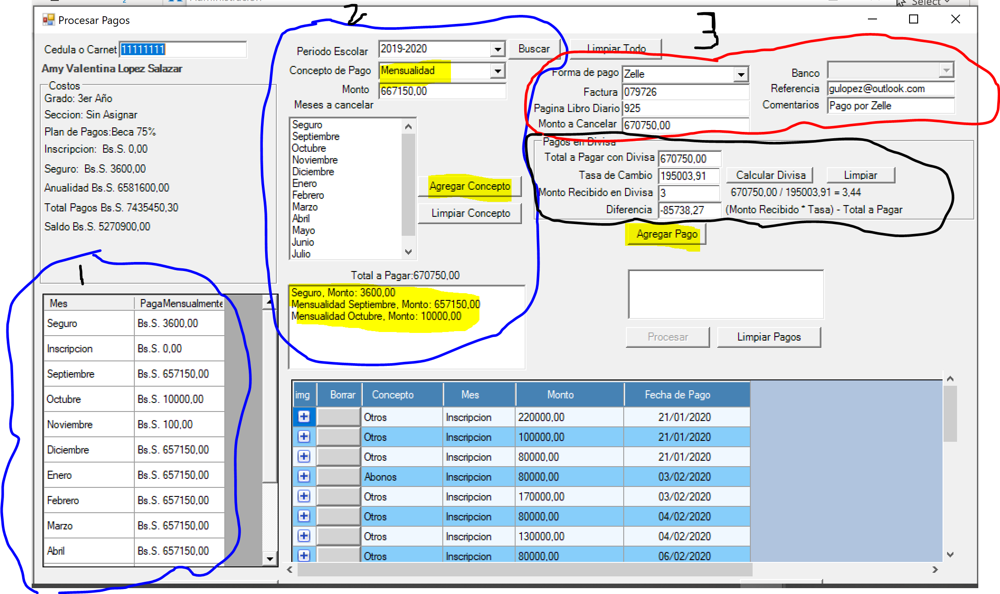 Administracion
Select
2
Procesar Pagos
2
3
Cedula o Carnet 11111111
Amy Valentina Lopez Salazar
Costos
Grado: 3er Año
Seccion: Sin Asignar
Plan de Pagos:Beca 75%
Inscripcion: Bs.S. 0,00
Seguro: Bs.S. 3600,00
Anualidad Bs.S. 6581600,00
Total Pagos Bs.S. 7435450,30
Saldo Bs.S. 5270900,00
1
Mes PagaMensualmente
Seguro Bs.S. 3600,00
Inscripcion Bs.S. 0,00
Septiembre Bs.S. 657150,00
Octubre Bs.S. 10000,00
Noviembre Bs.S. 100,00
Diciembre Bs.S. 657150,00
Enero Bs.S. 657150,00
Febrero Bs.S. 657150,00
Marzo Bs.S. 657150,00
Abril Bs.S. 657150,00
Periodo Escolar 2019-2020 Buscar Limpiar Todo
Concepto de Pago Mensualidad
Monto 667150,00
Meses a cancelar
Seguro
Septiembre
Octubre
Noviembre
Diciembre
Enero
Febrero
Marzo
Abril
Mayo
Junio
Julio
Agregar Concepto
Limpiar Concepto
Total a Pagar:670750,00
Seguro, Monto: 3600,00
Mensualidad Septiembre, Monto: 657150,00
Mensualidad Octubre, Monto: 10000,00
Forma de pago Zelle
Factura 079726
Pagina Libro Diario 925
Monto a Cancelar 670750,00
Banco
Referencia gulopez@outlook.com
Comentarios Pago por Zelle
Pagos en Divisa
Total a Pagar con Divisa 670750,00
Tasa de Cambio 195003,91 Calcular Divisa Limpiar
Monto Recibido en Divisa 3 670750,00 / 195003,91 = 3,44
Diferencia -85738,27 (Monto Recibido * Tasa) - Total a Pagar
Agregar Pago
Procesar Limpiar Pagos
img Borrar Concepto Mes Monto Fecha de Pago
Otros Inscripcion 220000,00 21/01/2020
Otros Inscripcion 100000,00 21/01/2020
Otros Inscripcion 80000,00 21/01/2020
Abonos Inscripcion 80000,00 03/02/2020
Otros Inscripcion 170000,00 03/02/2020
Otros Inscripcion 80000,00 04/02/2020
Otros Inscripcion 130000,00 04/02/2020
Otros Inscripcion 80000,00 06/02/2020